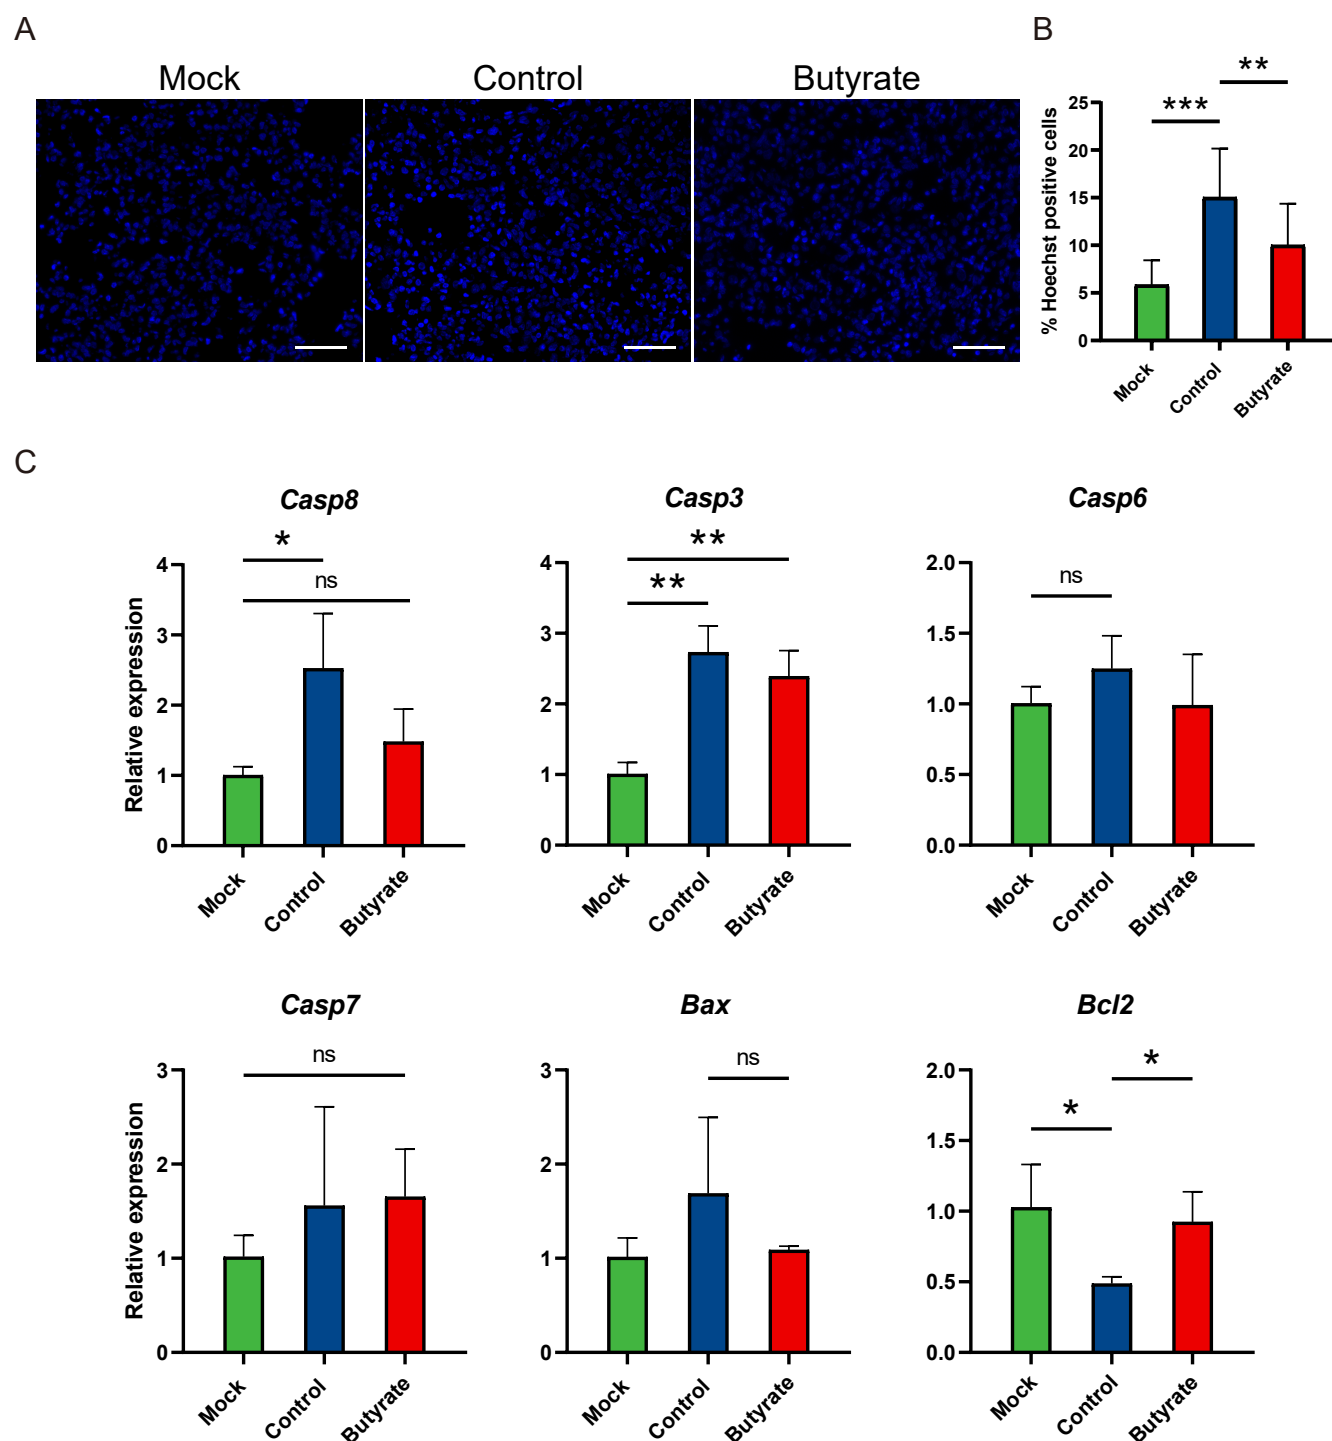 A
B
Mock
Control
Butyrate
**
***
% Hoechst positive cells
25
20
15
10
5
0
Mock
Control
Butyrate
C
Casp8
*
ns
Relative expression
4
3
2
1
0
Mock
Control
Butyrate
Casp3
**
**
4
3
2
1
0
Mock
Control
Butyrate
Casp6
ns
2.0
1.5
1.0
0.5
0.0
Mock
Control
Butyrate
Casp7
ns
Relative expression
3
2
1
0
Mock
Control
Butyrate
Bax
ns
3
2
1
0
Mock
Control
Butyrate
Bcl2
*
*
2.0
1.5
1.0
0.5
0.0
Mock
Control
Butyrate